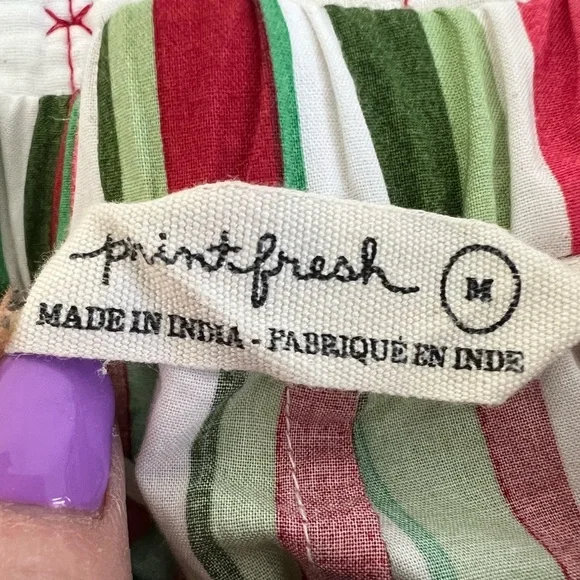 printfresh
M
MADE IN INDIA - FABRIQUÉ EN INDE